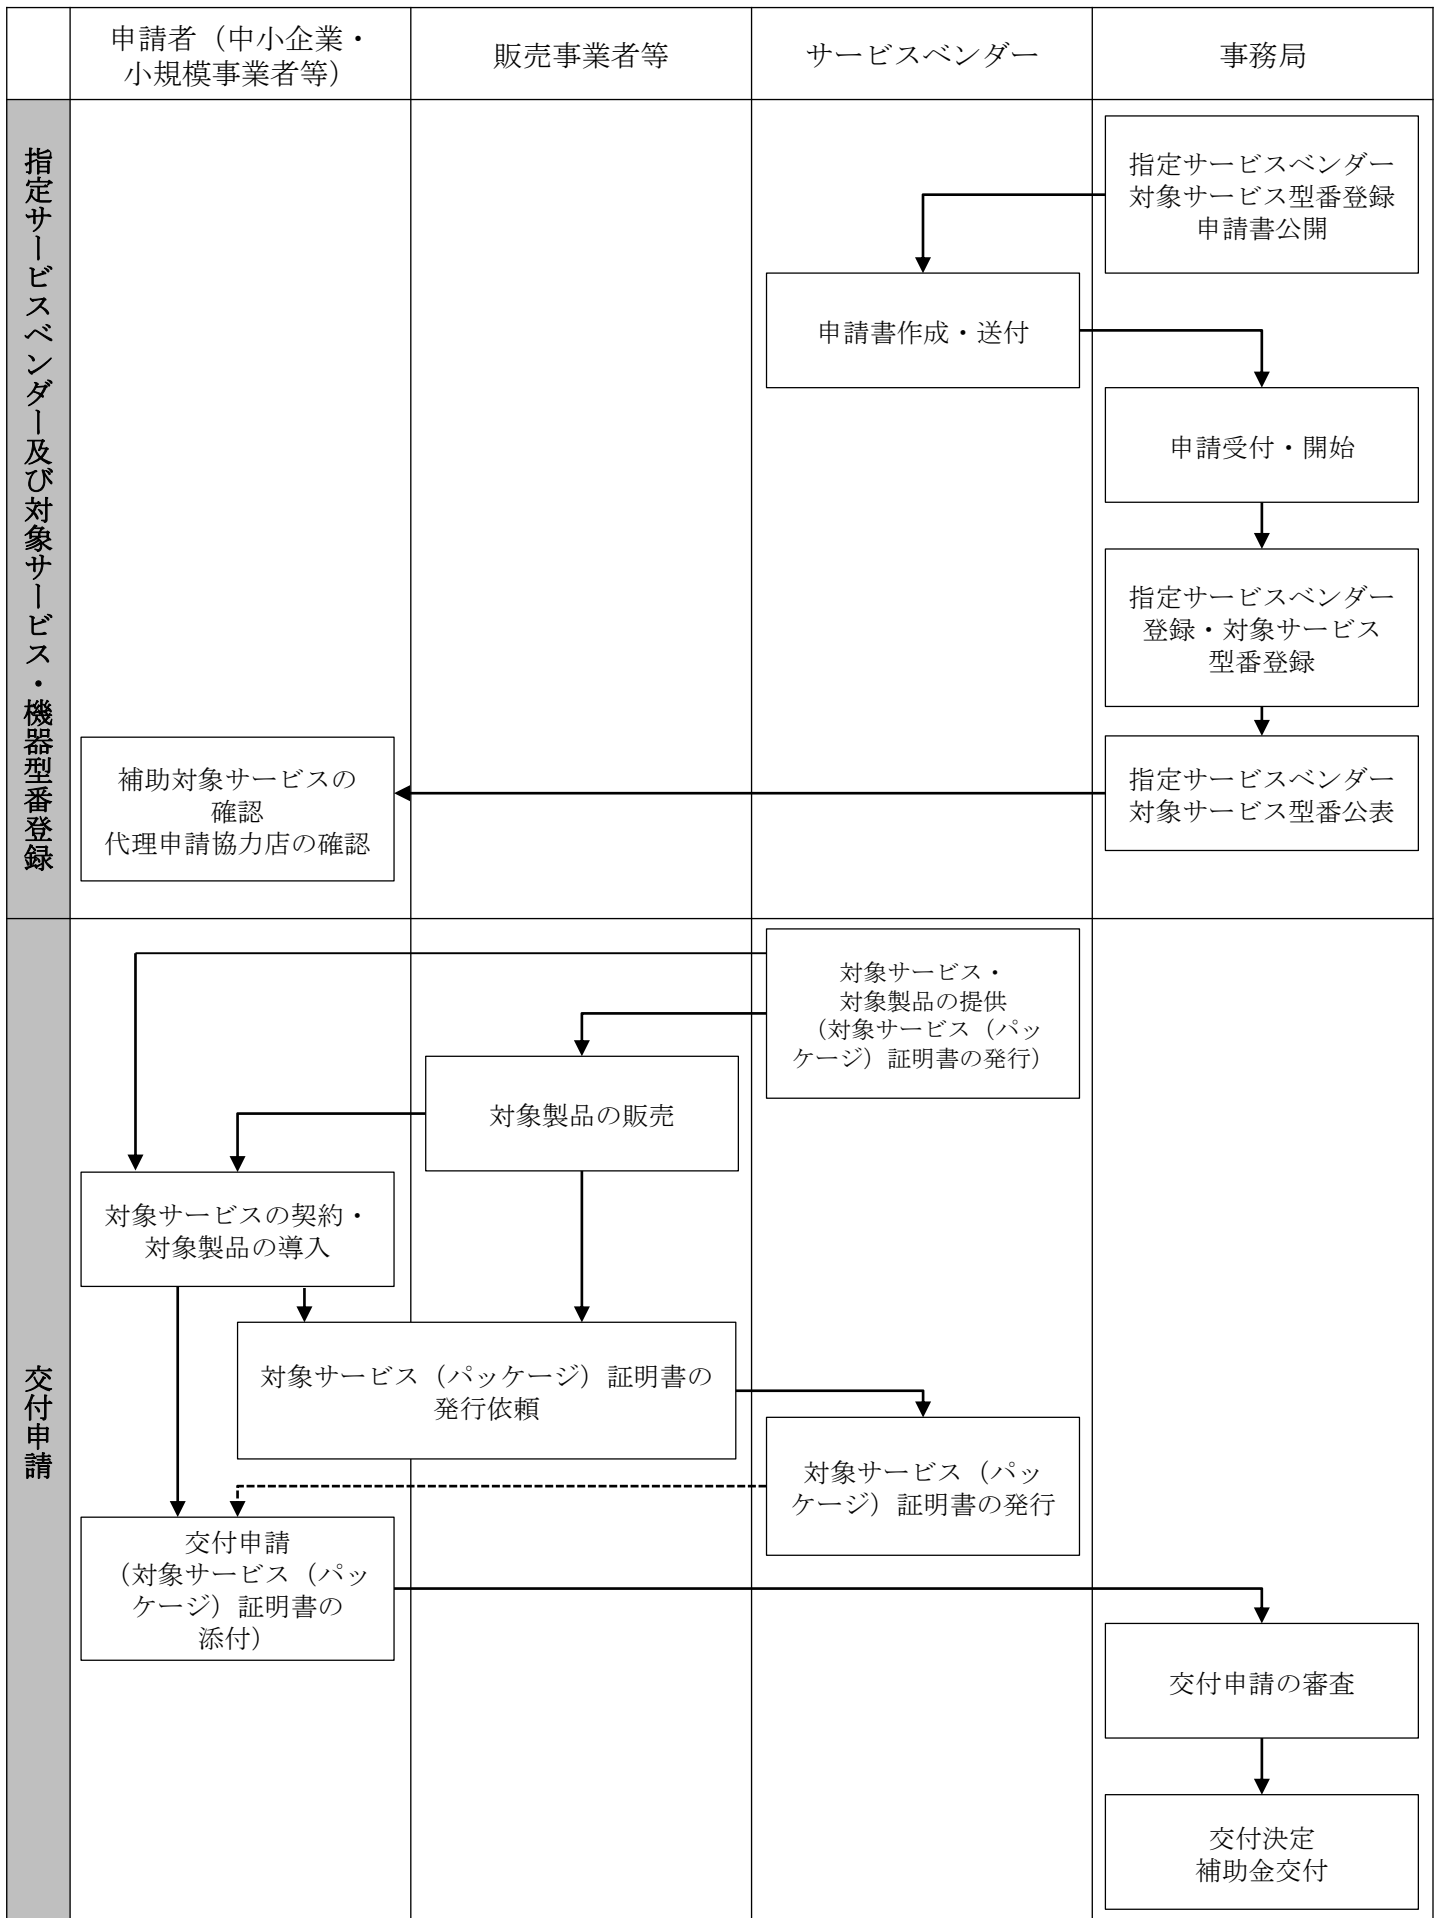 申請者（中小企業・
小規模事業者等）
販売事業者等
サービスベンダー
事務局
指定サービスベンダー及び対象サービス・機器型番登録
指定サービスベンダー
対象サービス型番登録
申請書公開
申請書作成・送付
申請受付・開始
指定サービスベンダー
登録・対象サービス
型番登録
指定サービスベンダー
対象サービス型番公表
補助対象サービスの
確認
代理申請協力店の確認
交付申請
対象サービス・
対象製品の提供
（対象サービス（パッ
ケージ）証明書の発行）
対象製品の販売
対象サービスの契約・
対象製品の導入
対象サービス（パッケージ）証明書の
発行依頼
対象サービス（パッ
ケージ）証明書の発行
交付申請
（対象サービス（パッ
ケージ）証明書の
添付）
交付申請の審査
交付決定
補助金交付